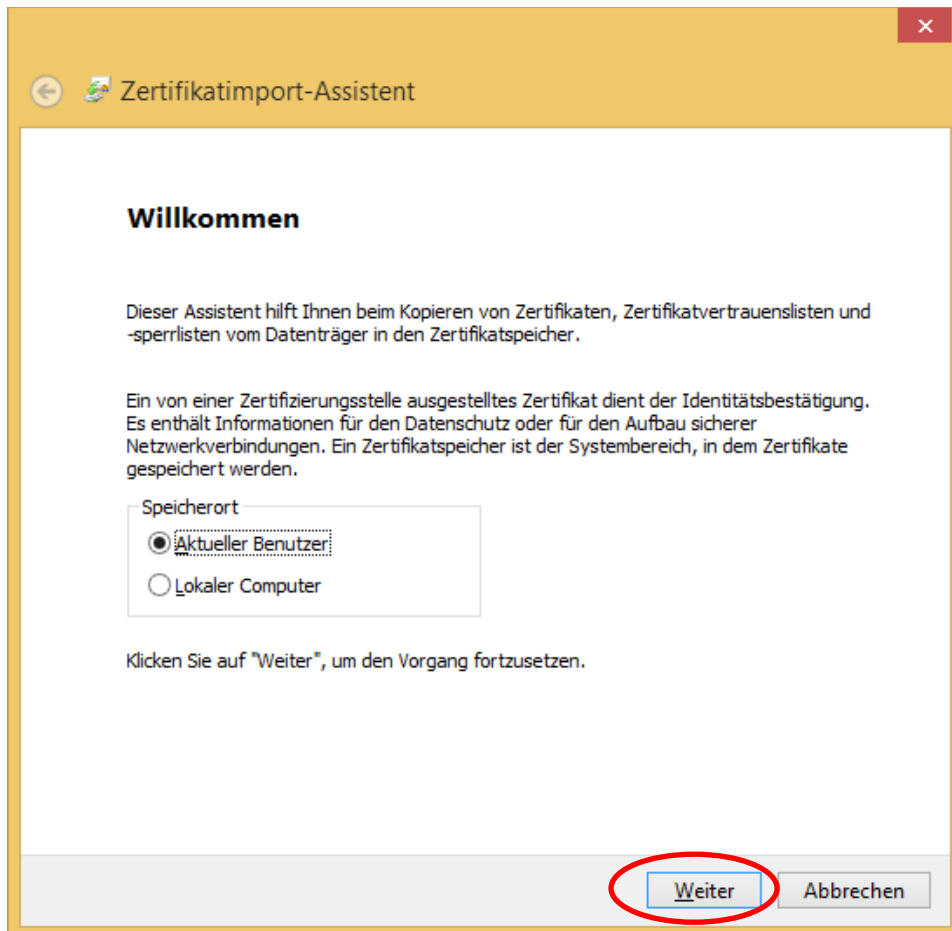 Zertifikatimport-Assistent
Willkommen
Dieser Assistent hilft Ihnen beim Kopieren von Zertifikaten, Zertifikatvertrauenslisten und
-sperrlisten vom Datenträger in den Zertifikatspeicher.
Ein von einer Zertifizierungsstelle ausgestelltes Zertifikat dient der Identitätsbestätigung.
Es enthält Informationen für den Datenschutz oder für den Aufbau sicherer
Netzwerkverbindungen. Ein Zertifikatspeicher ist der Systembereich, in dem Zertifikate
gespeichert werden.
Speicherort
Aktueller Benutzer
Lokaler Computer
Klicken Sie auf "Weiter", um den Vorgang fortzusetzen.
Weiter Abbrechen